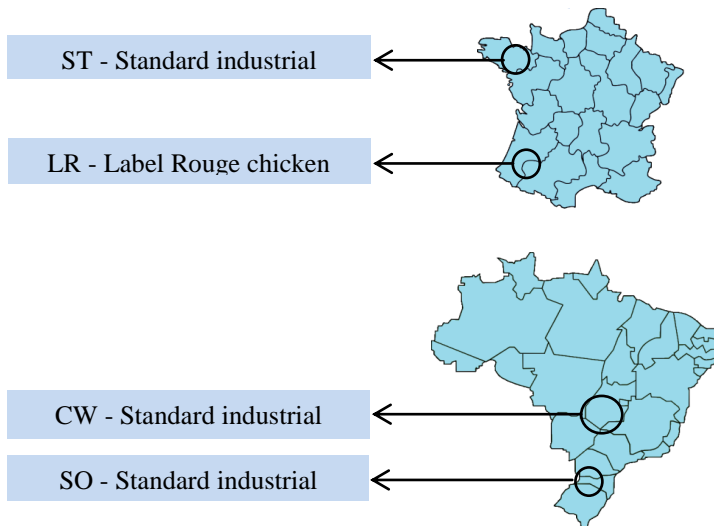 ST - Standard industrial
LR - Label Rouge chicken
CW - Standard industrial
SO - Standard industrial